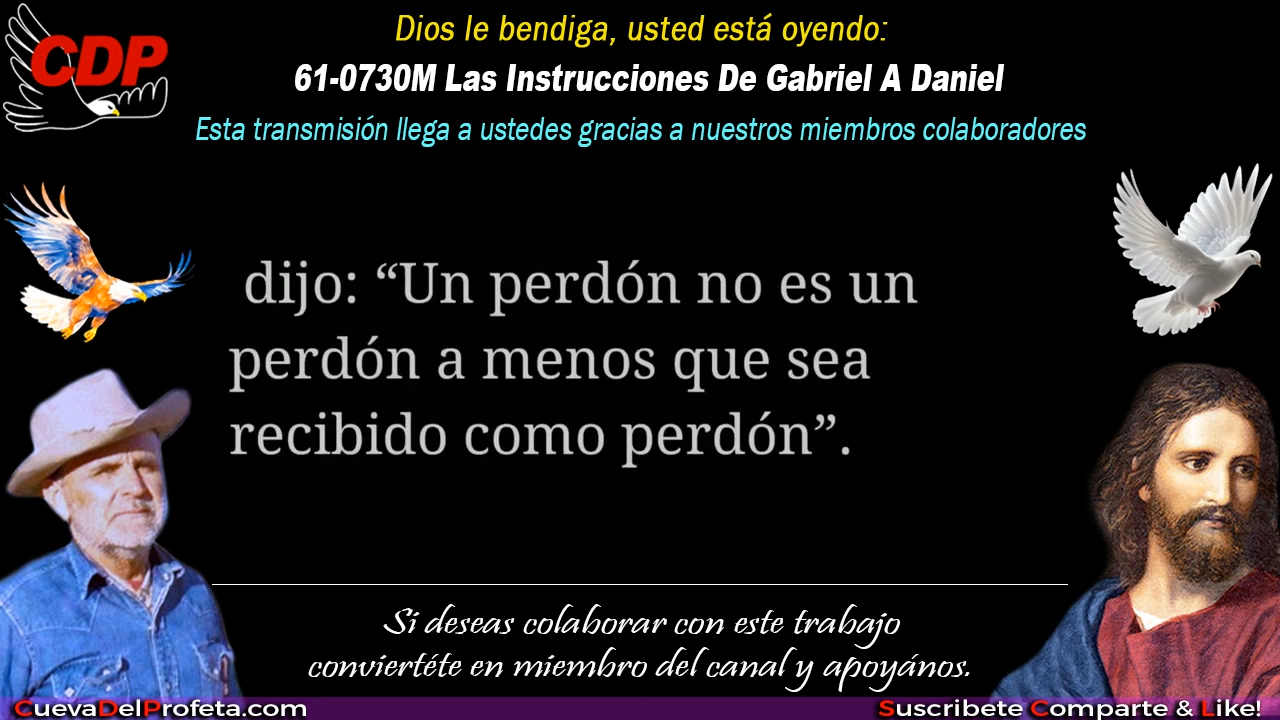 CDP
Dios le bendiga, usted está oyendo:
61-0730M Las Instrucciones De Gabriel A Daniel
Esta transmisión llega a ustedes gracias a nuestros miembros colaboradores
dijo: “Un perdón no es un
perdón a menos que sea
recibido como perdón”.
Si deseas colaborar con este trabajo
conviertéte en miembro del canal y apoyános.
CuevaDelProfeta.com
Suscribete Comparte & Like!